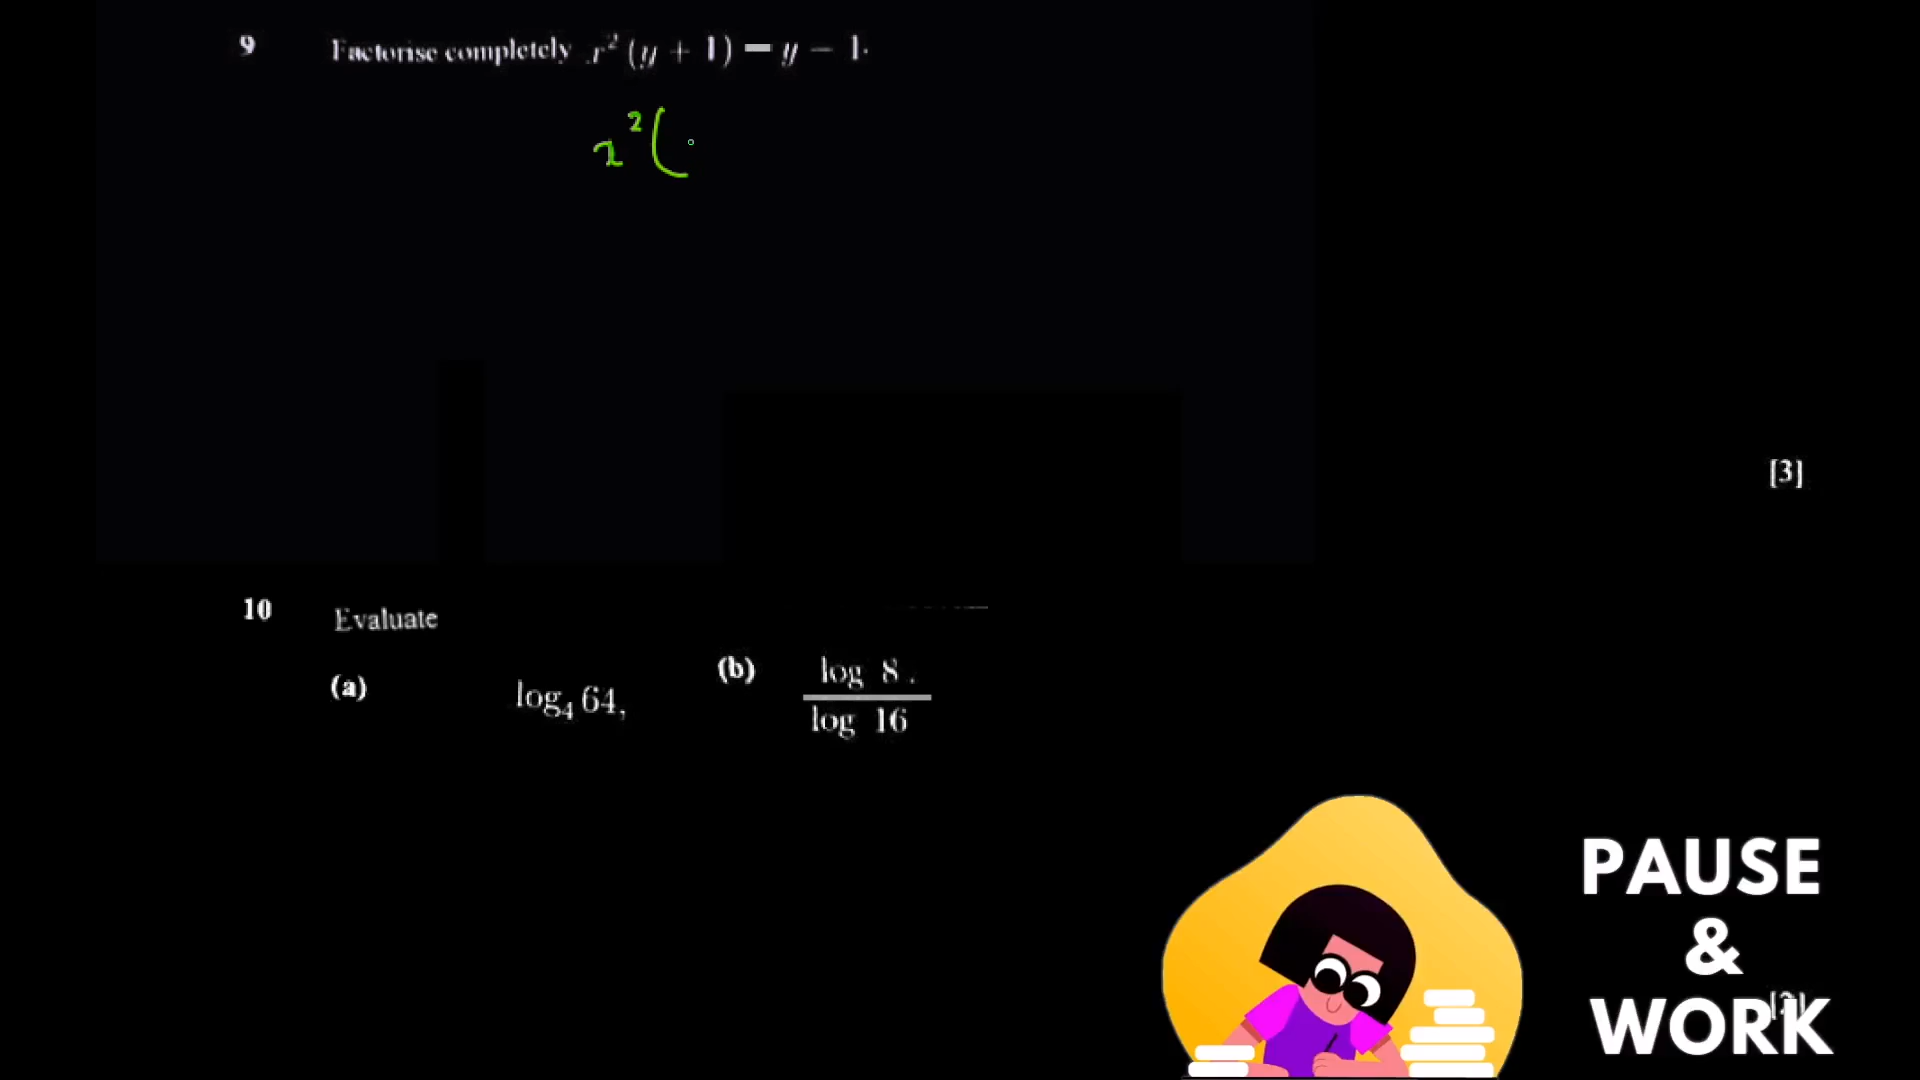 9 Factorise completely x² (y + 1) − y − 1.
x² (
[3]
10 Evaluate
(a) log₄ 64, (b) log 8 .
log 16
PAUSE
&
WORK